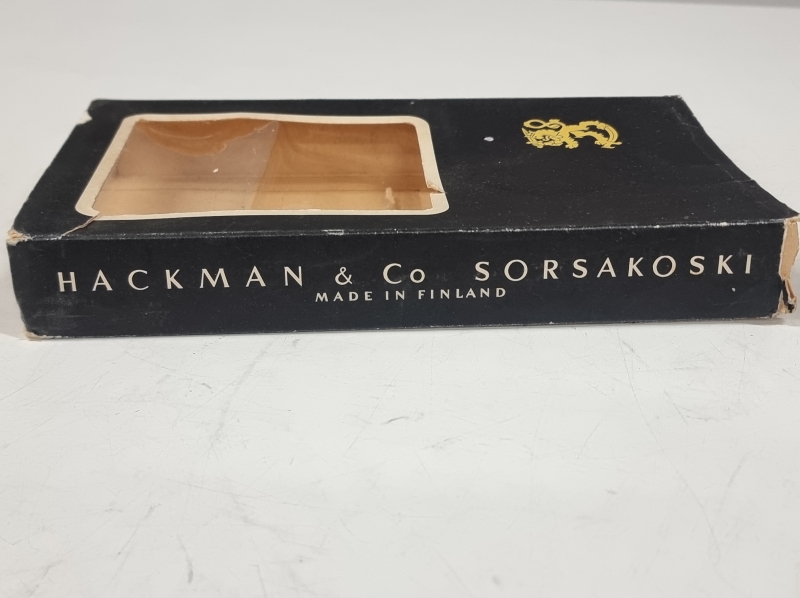 HACKMAN & Co SORSAKOSKI
MADE IN FINLAND